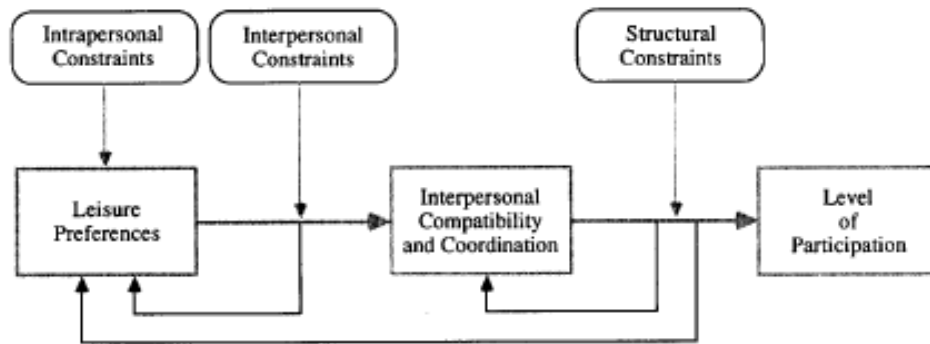 Intrapersonal
Constraints
Interpersonal
Constraints
Structural
Constraints
Leisure
Preferences
Interpersonal
Compatibility
and Coordination
Level
of
Participation